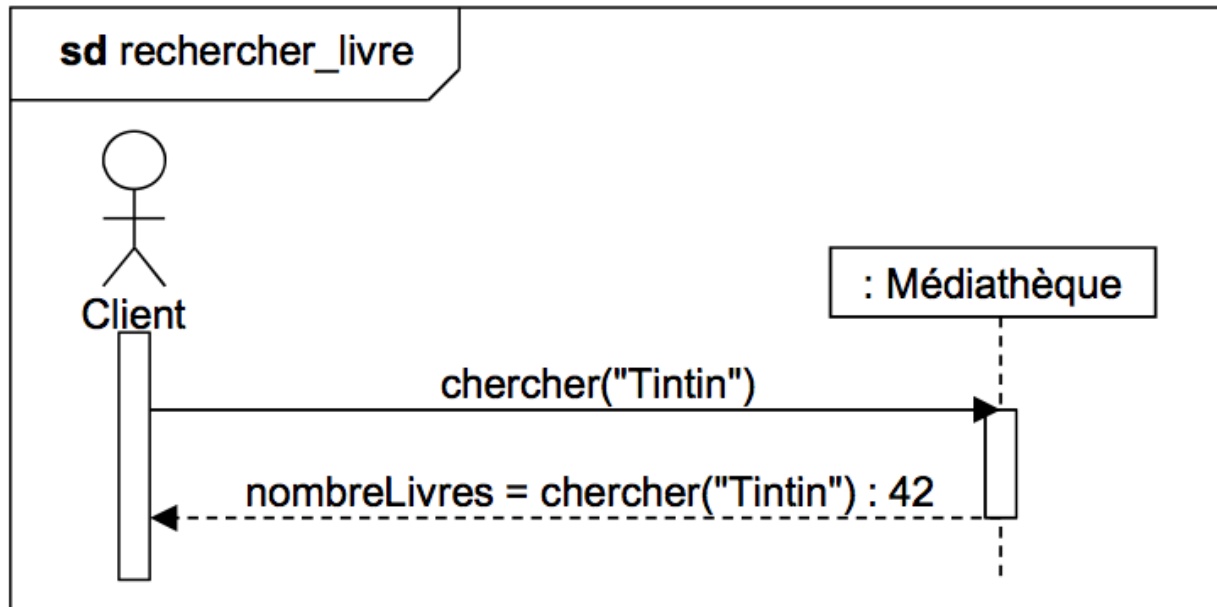 sd rechercher_livre
Client
: Médiathèque
chercher("Tintin")
nombreLivres = chercher("Tintin") : 42